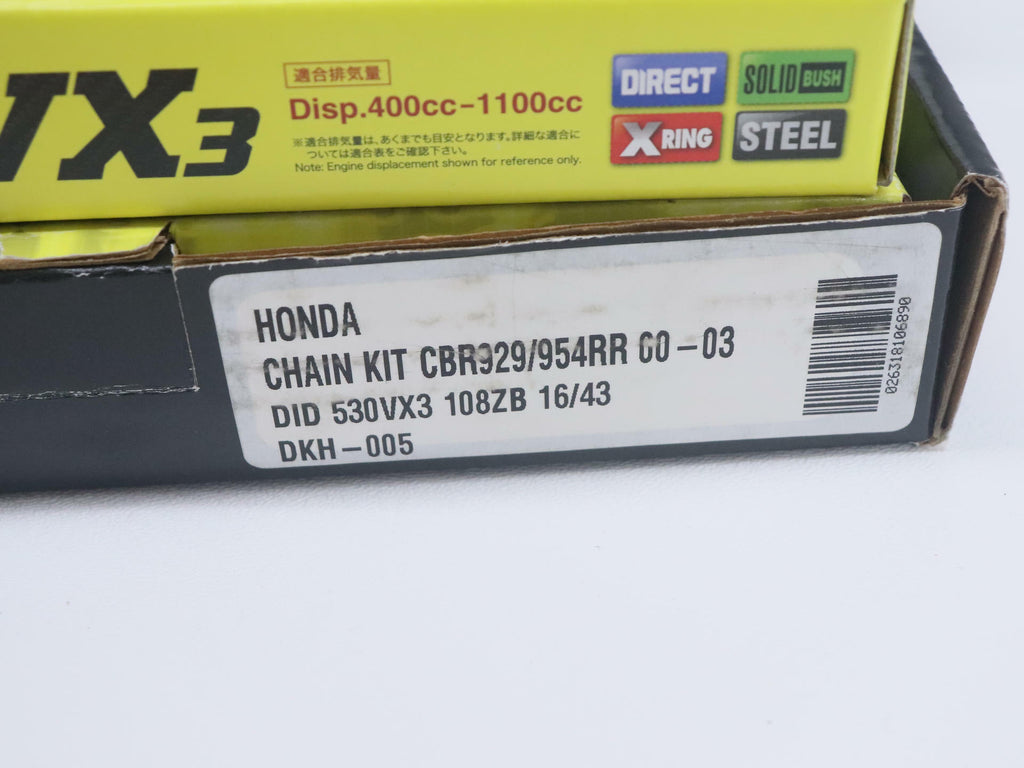 VX3
適合排気量
Disp.400cc-1100cc
※適合排気量は、あくまでも目安となります。詳細な適合に
ついては適合表をご確認下さい。
Note: Engine displacement shown for reference only.
DIRECT
SOLID BUSH
X RING
STEEL
HONDA
CHAIN KIT CBR929/954RR 00-03
DID 530VX3 108ZB 16/43
DKH-005
026318106890